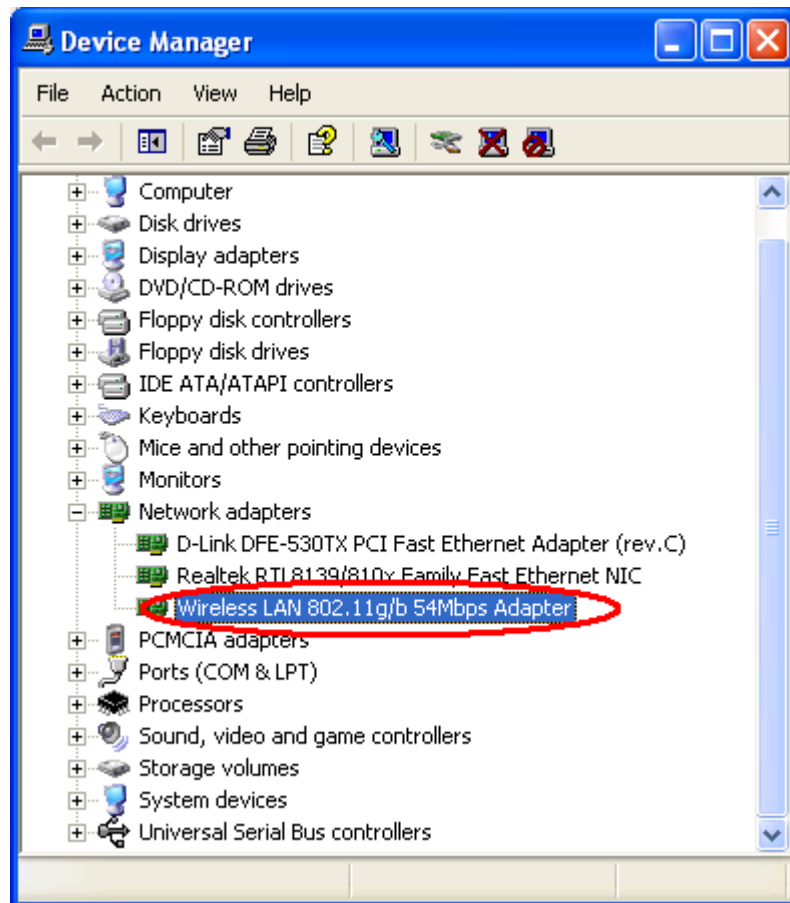 Device Manager
File Action View Help
Computer
Disk drives
Display adapters
DVD/CD-ROM drives
Floppy disk controllers
Floppy disk drives
IDE ATA/ATAPI controllers
Keyboards
Mice and other pointing devices
Monitors
Network adapters
D-Link DFE-530TX PCI Fast Ethernet Adapter (rev.C)
Realtek RTL8139/810x Family Fast Ethernet NIC
Wireless LAN 802.11g/b 54Mbps Adapter
PCMCIA adapters
Ports (COM & LPT)
Processors
Sound, video and game controllers
Storage volumes
System devices
Universal Serial Bus controllers